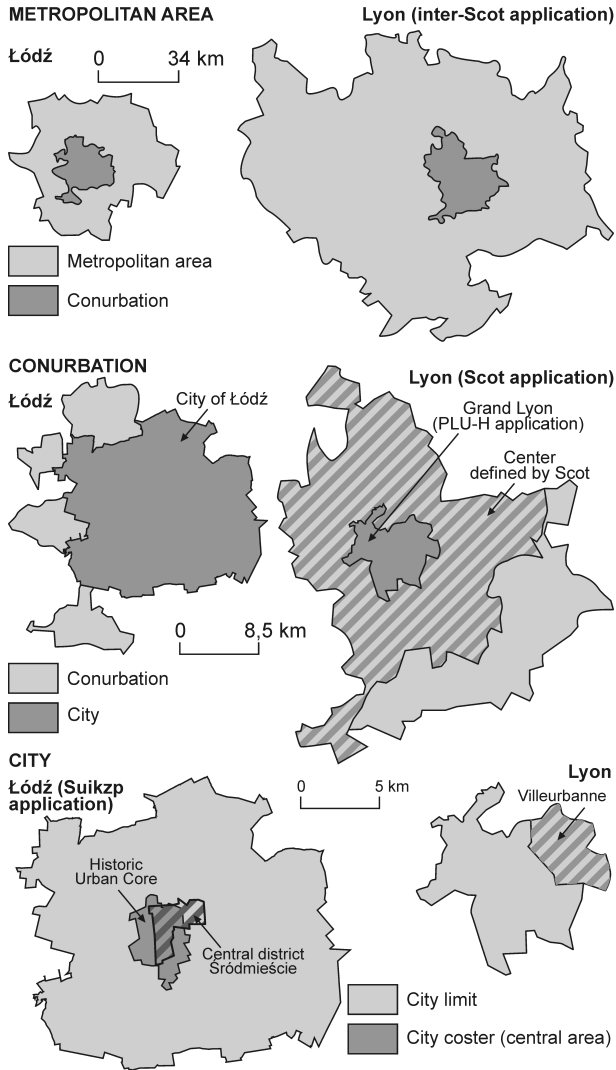 METROPOLITAN AREA
Lyon (inter-Scot application)
Łódź
0 34 km
Metropolitan area
Conurbation
CONURBATION
Łódź
Lyon (Scot application)
City of Łódź
Grand Lyon
(PLU-H application)
Center
defined by Scot
0 8,5 km
Conurbation
City
CITY
Łódź (Suikzp
application)
0 5 km
Lyon
Villeurbanne
Historic
Urban Core
Central district
Śródmieście
City limit
City coster (central area)